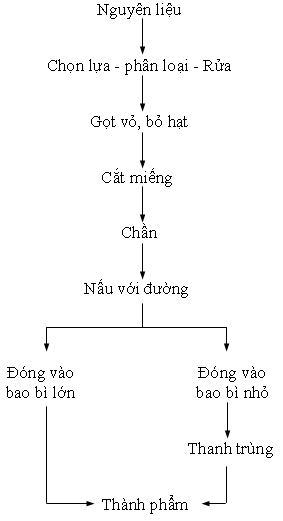 Nguyên liệu
Chọn lựa - phân loại - Rửa
Gọt vỏ, bỏ hạt
Cắt miếng
Chần
Nấu với đường
Đóng vào
bao bì lớn
Đóng vào
bao bì nhỏ
Thanh trùng
Thành phẩm